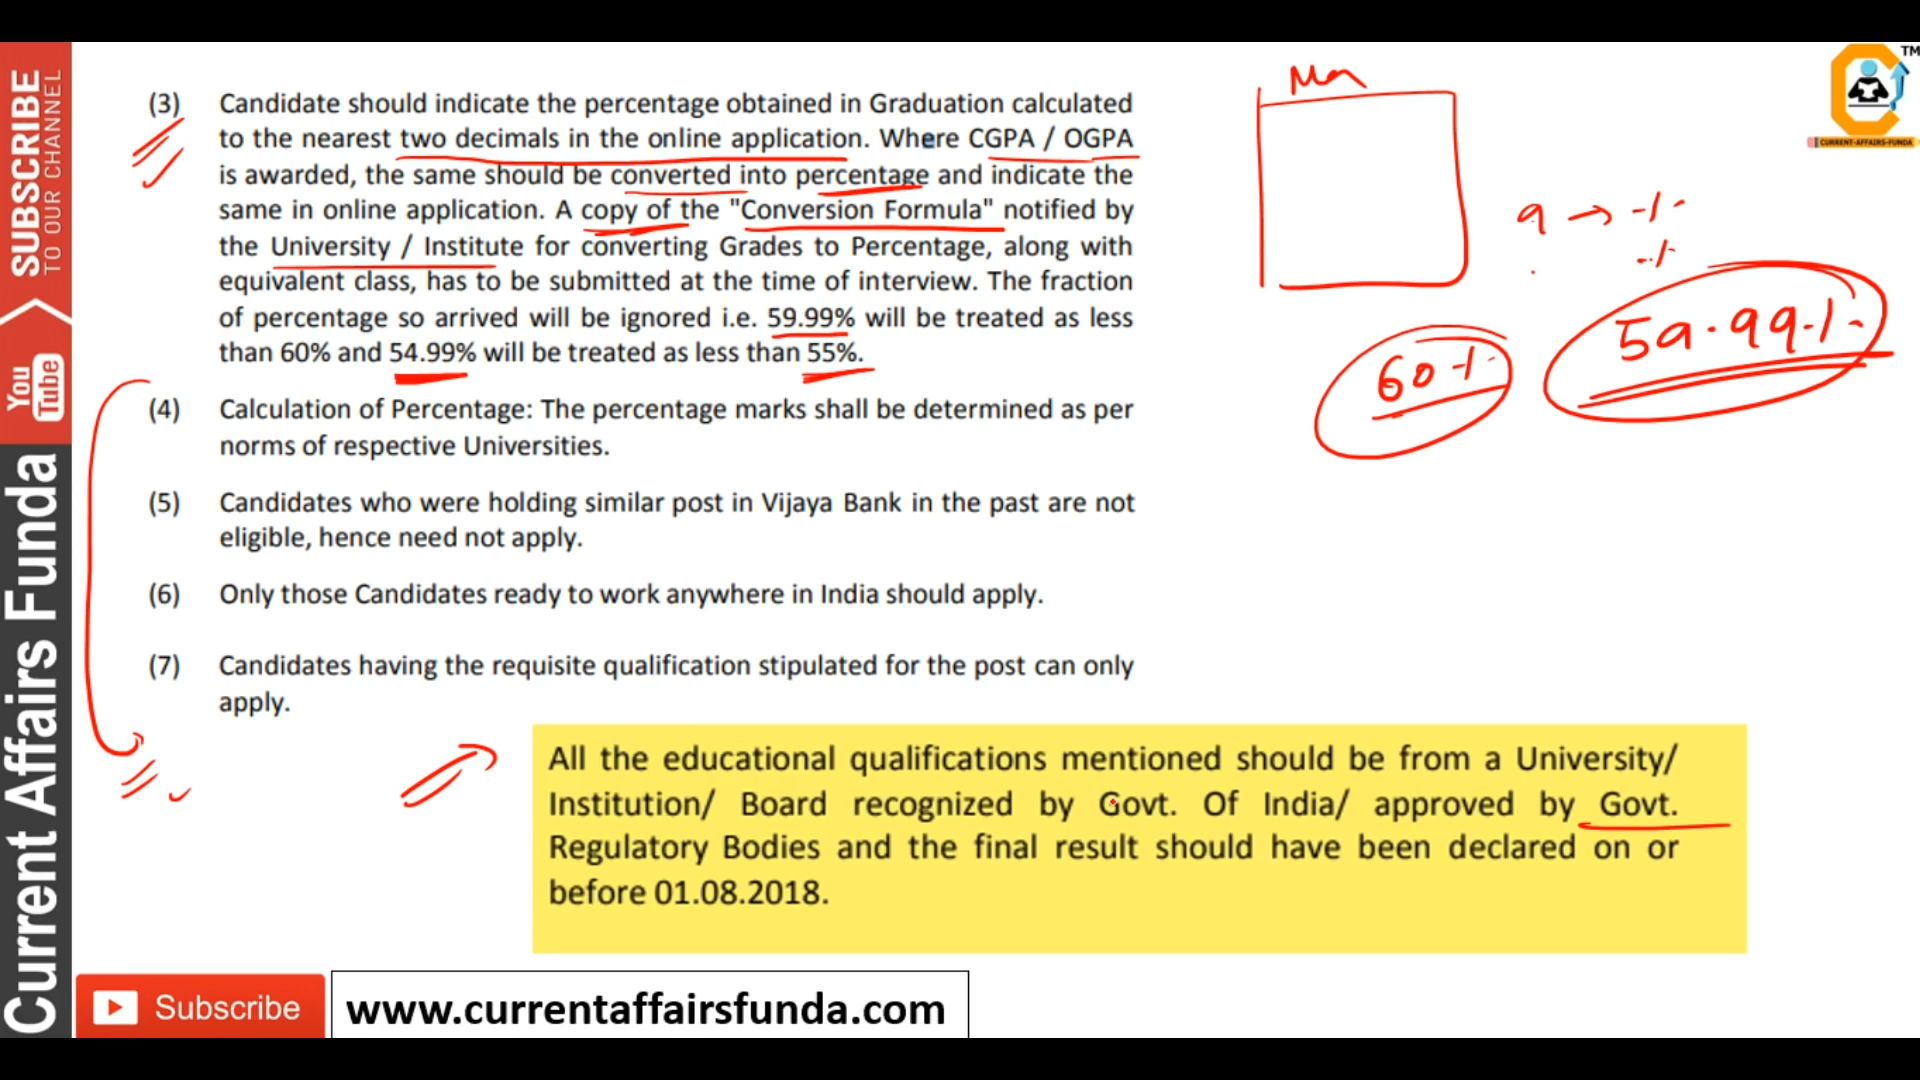 SUBSCRIBE
TO OUR CHANNEL
You
Tube
Current Affairs Funda
(3) Candidate should indicate the percentage obtained in Graduation calculated
to the nearest two decimals in the online application. Where CGPA / OGPA
is awarded, the same should be converted into percentage and indicate the
same in online application. A copy of the "Conversion Formula" notified by
the University / Institute for converting Grades to Percentage, along with
equivalent class, has to be submitted at the time of interview. The fraction
of percentage so arrived will be ignored i.e. 59.99% will be treated as less
than 60% and 54.99% will be treated as less than 55%.
(4) Calculation of Percentage: The percentage marks shall be determined as per
norms of respective Universities.
(5) Candidates who were holding similar post in Vijaya Bank in the past are not
eligible, hence need not apply.
(6) Only those Candidates ready to work anywhere in India should apply.
(7) Candidates having the requisite qualification stipulated for the post can only
apply.
60%
59.99%
TM
CURRENT-AFFAIRS-FUNDA
All the educational qualifications mentioned should be from a University/
Institution/ Board recognized by Govt. Of India/ approved by Govt.
Regulatory Bodies and the final result should have been declared on or
before 01.08.2018.
Subscribe
www.currentaffairsfunda.com